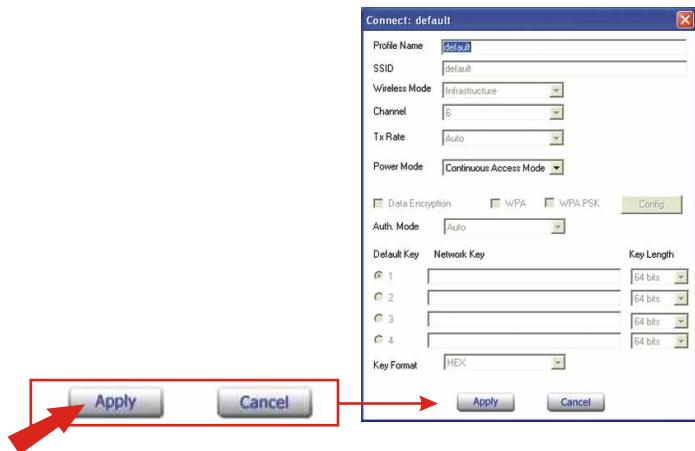 Connect: default
Profile Name default
SSID default
Wireless Mode Infrastructure
Channel 6
Tx Rate Auto
Power Mode Continuous Access Mode
Data Encryption WPA WPA PSK Config
Auth. Mode Auto
Default Key Network Key Key Length
1 64 bits
2 64 bits
3 64 bits
4 64 bits
Key Format HEX
Apply Cancel
Apply Cancel